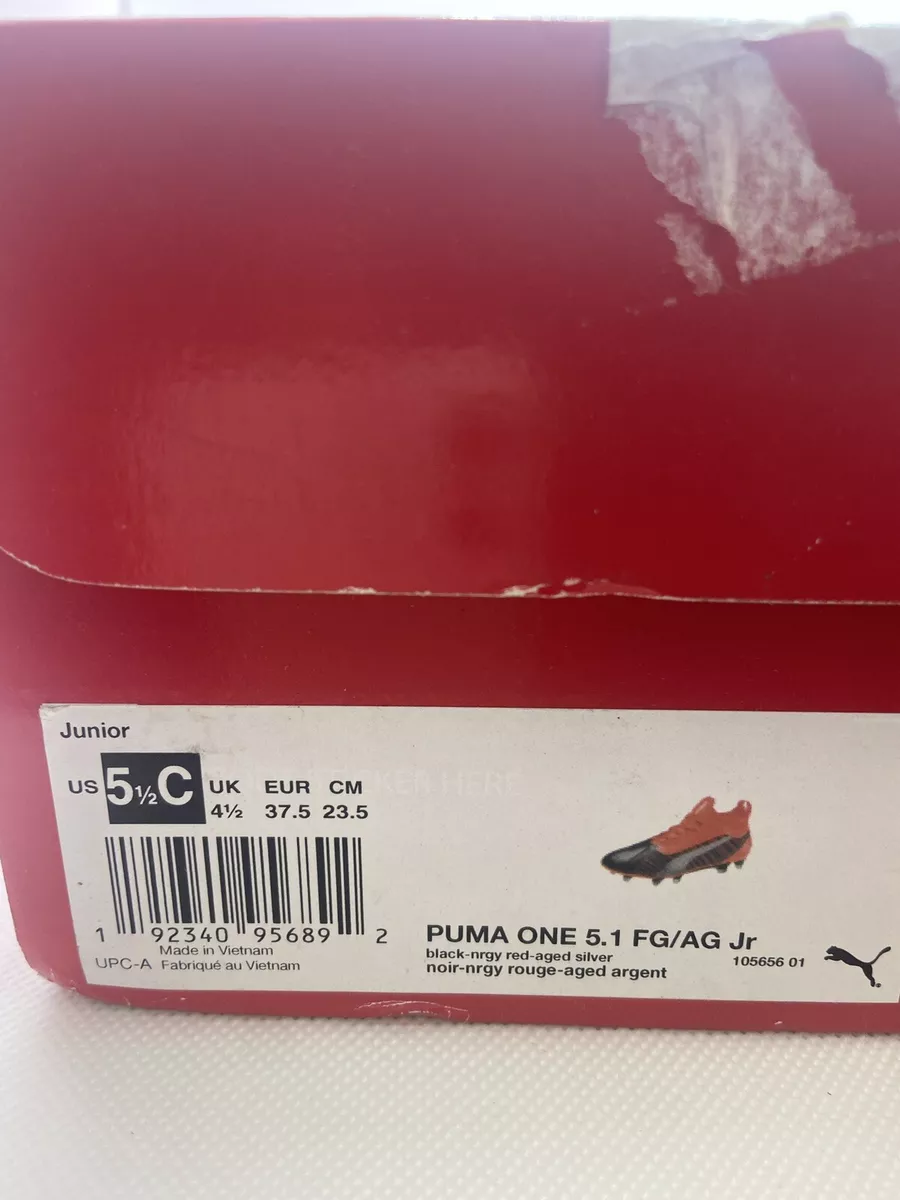 Junior
US 5½C UK EUR CM
4½ 37.5 23.5
1 92340 95689 2
Made in Vietnam
UPC-A Fabriqué au Vietnam
PUMA ONE 5.1 FG/AG Jr
black-nrgy red-aged silver
noir-nrgy rouge-aged argent
105656 01